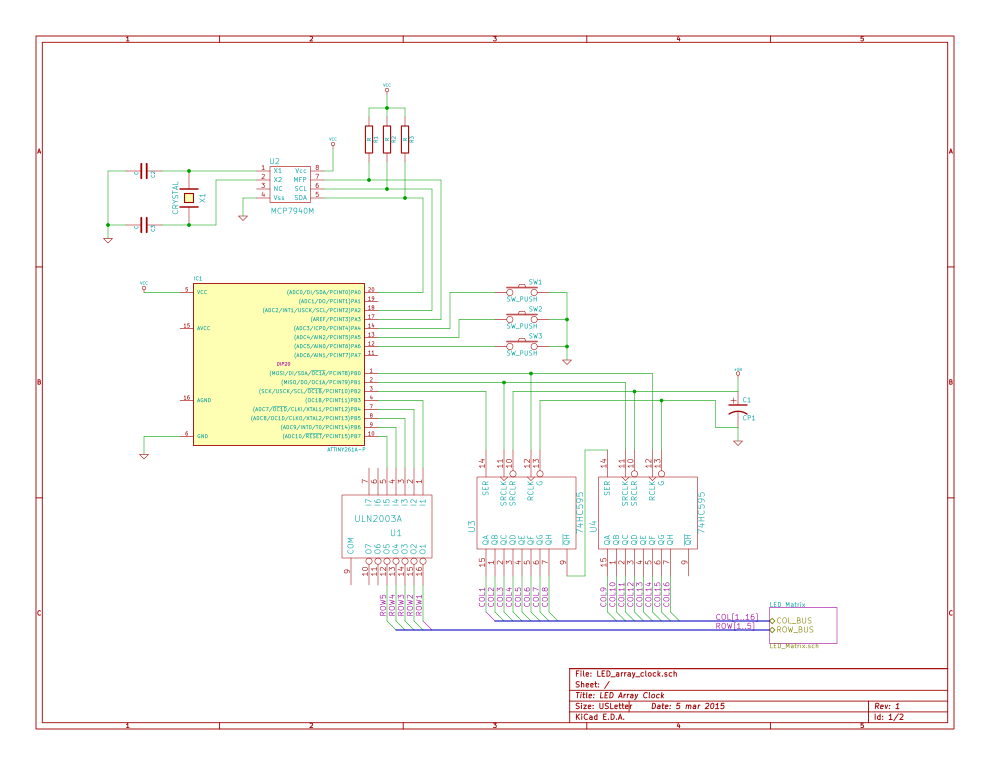 1 2 3 4 5
A
B
C
A
B
C
VCC
R
R1
R
R2
R
R3
VCC
U2
1 X1 Vcc 8
2 X2 MFP 7
3 NC SCL 6
4 Vss SDA 5
MCP7940M
C
C2
CRYSTAL
X1
C
C3
IC1
VCC
5 VCC
15 AVCC
16 AGND
6 GND
DIP20
(ADC0/DI/SDA/PCINT0)PA0 20
(ADC1/DO/PCINT1)PA1 19
(ADC2/INT1/USCK/SCL/PCINT2)PA2 18
(AREF/PCINT3)PA3 17
(ADC3/ICP0/PCINT4)PA4 14
(ADC4/AIN2/PCINT5)PA5 13
(ADC5/AIN0/PCINT6)PA6 12
(ADC6/AIN1/PCINT7)PA7 11
(MOSI/DI/SDA/OC1A/PCINT8)PB0 1
(MISO/DO/OC1A/PCINT9)PB1 2
(SCK/USCK/SCL/OC1B/PCINT10)PB2 3
(OC1B/PCINT11)PB3 4
(ADC7/OC1D/CLKI/XTAL1/PCINT12)PB4 7
(ADC8/OC1D/CLKO/XTAL2/PCINT13)PB5 8
(ADC9/INT0/T0/PCINT14)PB6 9
(ADC10/RESET/PCINT15)PB7 10
ATTINY261A-P
SW1
SW_PUSH
SW2
SW_PUSH
SW3
SW_PUSH
C1
CP1
7 6 5 4 3 2 1
I7 I6 I5 I4 I3 I2 I1
ULN2003A
U1
COM O7 O6 O5 O4 O3 O2 O1
9 10 11 12 13 14 15 16
ROW5 ROW4 ROW3 ROW2 ROW1
14 11 10 12 13
SER SRCLK SRCLR RCLK G
U3
74HC595
QA QB QC QD QE QF QG QH QH
15 1 2 3 4 5 6 7 9
COL1 COL2 COL3 COL4 COL5 COL6 COL7 COL8
14 11 10 12 13
SER SRCLK SRCLR RCLK G
U4
74HC595
QA QB QC QD QE QF QG QH QH
15 1 2 3 4 5 6 7 9
COL9 COL10 COL11 COL12 COL13 COL14 COL15 COL16
LED Matrix
COL[1..16] COL_BUS
ROW[1..5] ROW_BUS
LED_Matrix.sch
File: LED_array_clock.sch
Sheet: /
Title: LED Array Clock
Size: USLetter Date: 5 mar 2015 Rev: 1
KiCad E.D.A. Id: 1/2
1 2 3 4 5